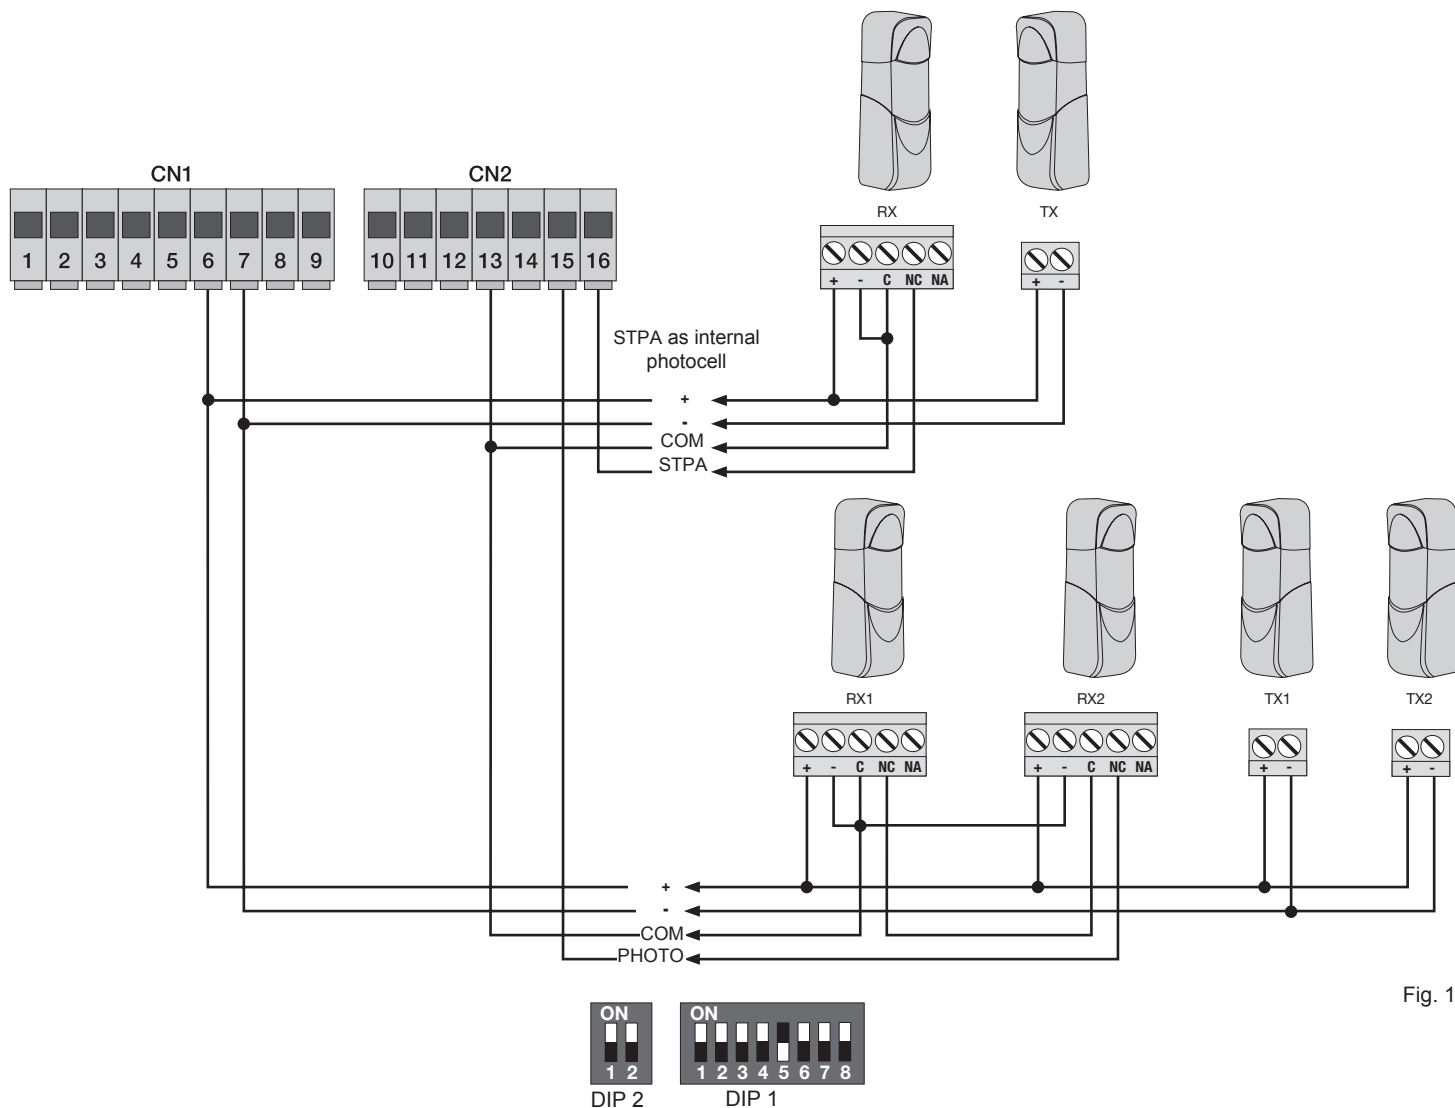 CN1
CN2
1 2 3 4 5 6 7 8 9
10 11 12 13 14 15 16
RX
TX
+ - C NC NA
+ -
STPA as internal
photocell
+
-
COM
STPA
RX1
RX2
TX1
TX2
+ - C NC NA
+ - C NC NA
+ -
+ -
+
-
COM
PHOTO
Fig. 1
ON
1 2
DIP 2
ON
1 2 3 4 5 6 7 8
DIP 1